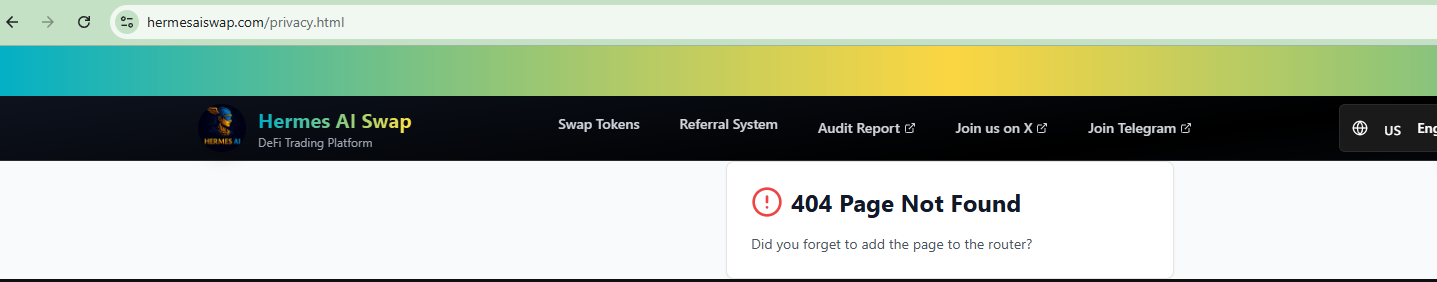 hermesaiswap.com/privacy.html
HERMES AI
Hermes AI Swap
DeFi Trading Platform
Swap Tokens
Referral System
Audit Report
Join us on X
Join Telegram
US
Eng
404 Page Not Found
Did you forget to add the page to the router?